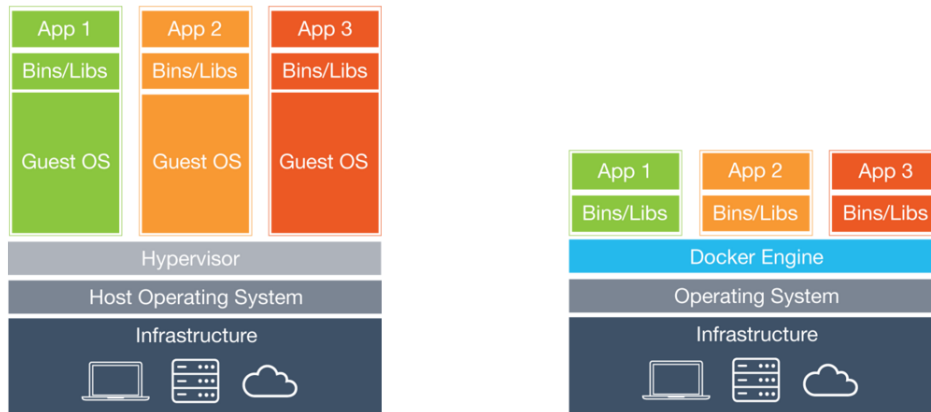 App 1
App 2
App 3
Bins/Libs
Bins/Libs
Bins/Libs
Guest OS
Guest OS
Guest OS
Hypervisor
Host Operating System
Infrastructure
App 1
App 2
App 3
Bins/Libs
Bins/Libs
Bins/Libs
Docker Engine
Operating System
Infrastructure